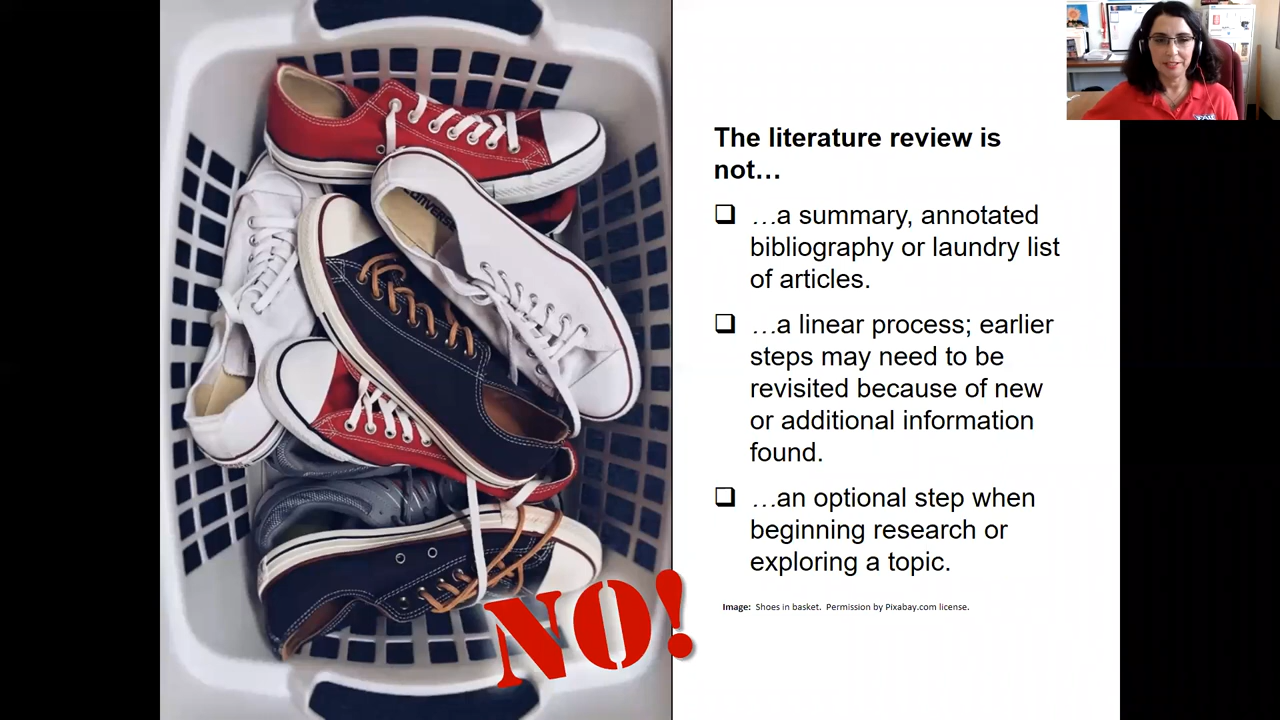 The literature review is
not…
…a summary, annotated
bibliography or laundry list
of articles.
…a linear process; earlier
steps may need to be
revisited because of new
or additional information
found.
…an optional step when
beginning research or
exploring a topic.
Image: Shoes in basket. Permission by Pixabay.com license.
NO!
CONVERSE